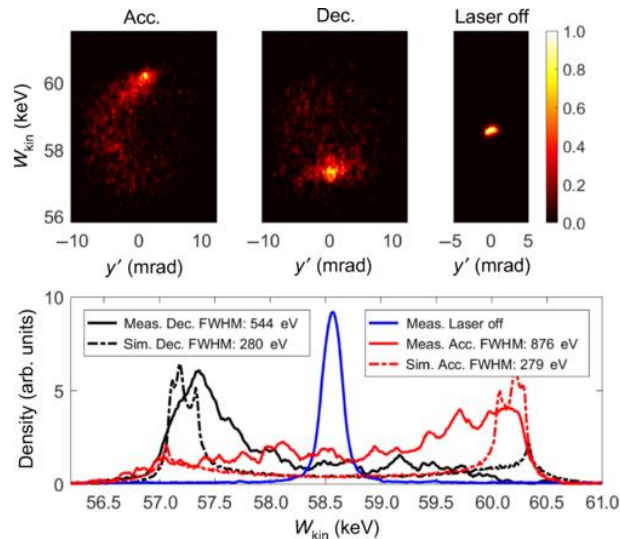 Acc. Dec. Laser off
W_kin (keV)
60
58
56
1.0
0.8
0.6
0.4
0.2
0.0
−10 0 10 −10 0 10 −5 0 5
y′ (mrad) y′ (mrad) y′ (mrad)
Density (arb. units)
10
5
0
Meas. Dec. FWHM: 544 eV
Sim. Dec. FWHM: 280 eV
Meas. Laser off
Meas. Acc. FWHM: 876 eV
Sim. Acc. FWHM: 279 eV
56.5 57.0 57.5 58.0 58.5 59.0 59.5 60.0 60.5 61.0
W_kin (keV)